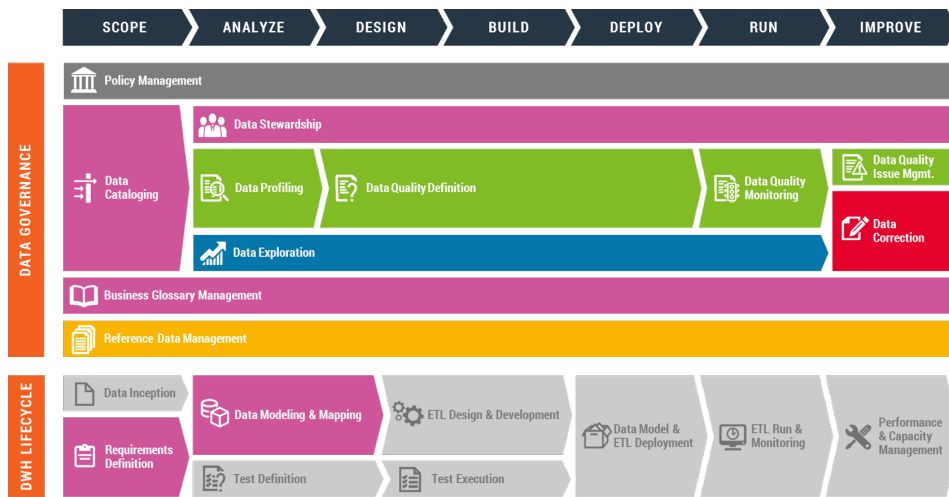 SCOPE
ANALYZE
DESIGN
BUILD
DEPLOY
RUN
IMPROVE
DATA GOVERNANCE
Policy Management
Data Stewardship
Data
Cataloging
Data Profiling
Data Quality Definition
Data Quality
Monitoring
Data Quality
Issue Mgmt.
Data
Correction
Data Exploration
Business Glossary Management
Reference Data Management
DWH LIFECYCLE
Data Inception
Requirements
Definition
Data Modeling & Mapping
ETL Design & Development
Test Definition
Test Execution
Data Model &
ETL Deployment
ETL Run &
Monitoring
Performance
& Capacity
Management